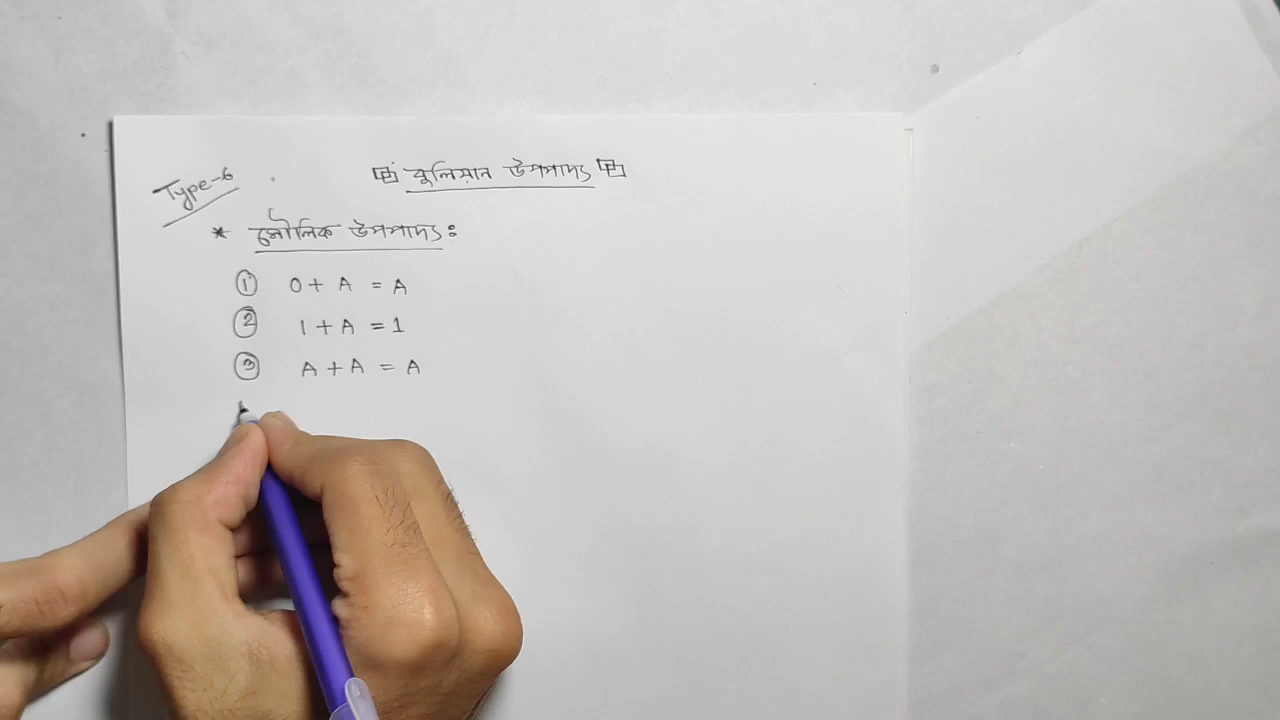 Type-6
বুলিয়ান উপপাদ্য
* মৌলিক উপপাদ্য:
① 0 + A = A
② 1 + A = 1
③ A + A = A